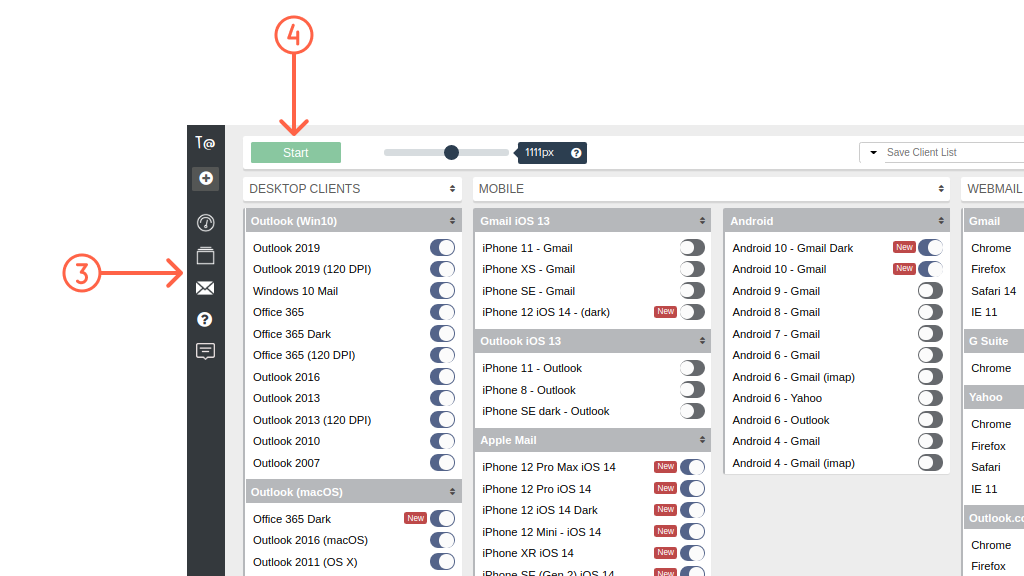 4
3
T@
Start
1111px ?
Save Client List
DESKTOP CLIENTS
Outlook (Win10)
Outlook 2019
Outlook 2019 (120 DPI)
Windows 10 Mail
Office 365
Office 365 Dark
Office 365 (120 DPI)
Outlook 2016
Outlook 2013
Outlook 2013 (120 DPI)
Outlook 2010
Outlook 2007
Outlook (macOS)
Office 365 Dark New
Outlook 2016 (macOS)
Outlook 2011 (OS X)
MOBILE
Gmail iOS 13
iPhone 11 - Gmail
iPhone XS - Gmail
iPhone SE - Gmail
iPhone 12 iOS 14 - (dark) New
Outlook iOS 13
iPhone 11 - Outlook
iPhone 8 - Outlook
iPhone SE dark - Outlook
Apple Mail
iPhone 12 Pro Max iOS 14 New
iPhone 12 Pro iOS 14 New
iPhone 12 iOS 14 Dark New
iPhone 12 Mini - iOS 14 New
iPhone XR iOS 14 New
iPhone SE (Gen 2) iOS 14 New
Android
Android 10 - Gmail Dark New
Android 10 - Gmail New
Android 9 - Gmail
Android 8 - Gmail
Android 7 - Gmail
Android 6 - Gmail
Android 6 - Gmail (imap)
Android 6 - Yahoo
Android 6 - Outlook
Android 4 - Gmail
Android 4 - Gmail (imap)
WEBMAIL
Gmail
Chrome
Firefox
Safari 14
IE 11
G Suite
Chrome
Yahoo
Chrome
Firefox
Safari
IE 11
Outlook.co
Chrome
Firefox
?